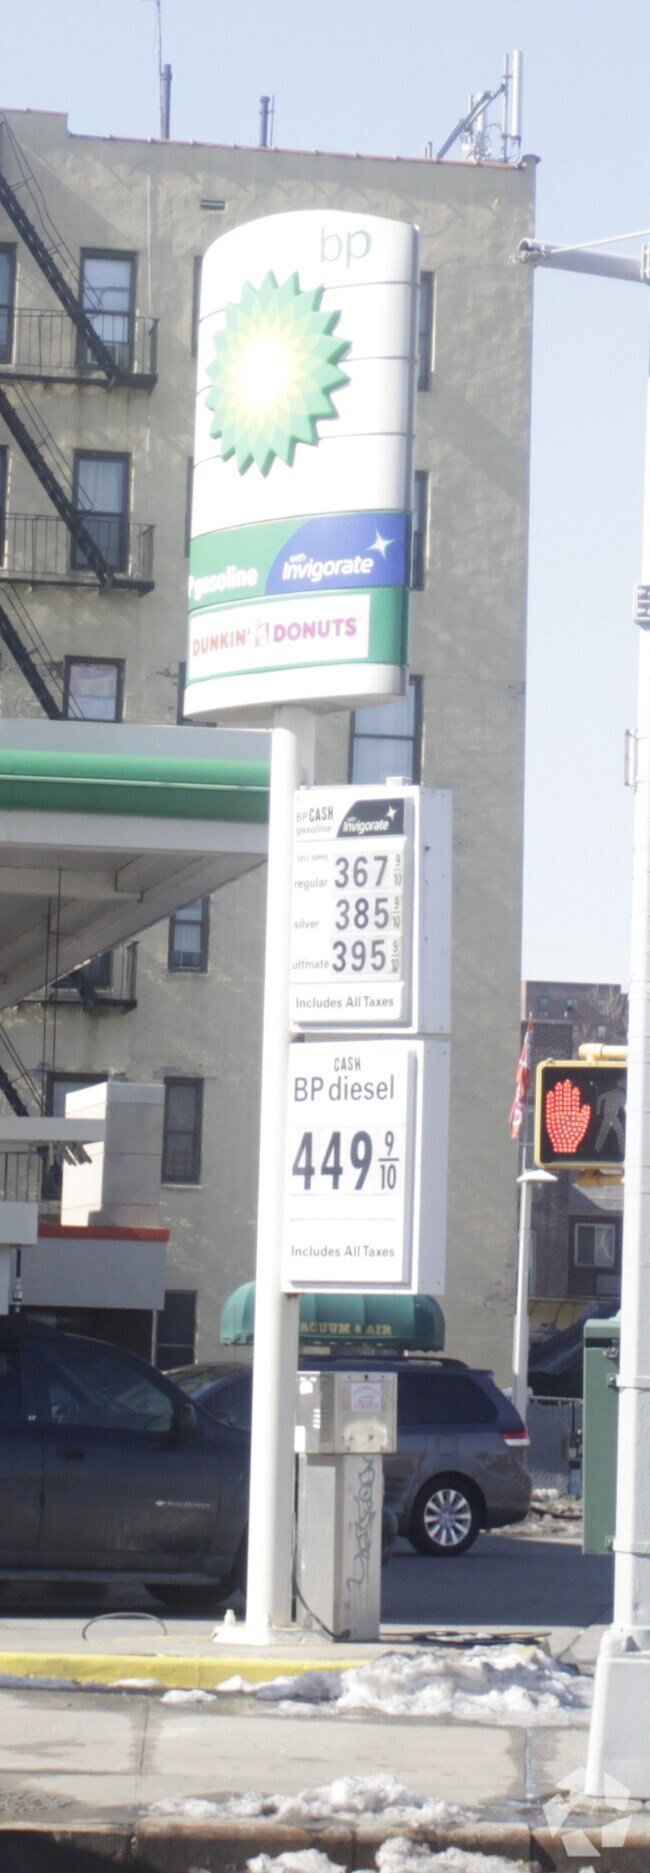 bp
gasoline with Invigorate
DUNKIN' DONUTS
BP CASH
gasoline with Invigorate
SELF SERVE
regular 367 9/10
silver 385 9/10
ultimate 395 9/10
Includes All Taxes
CASH
BP diesel
449 9/10
Includes All Taxes
VACUUM & AIR